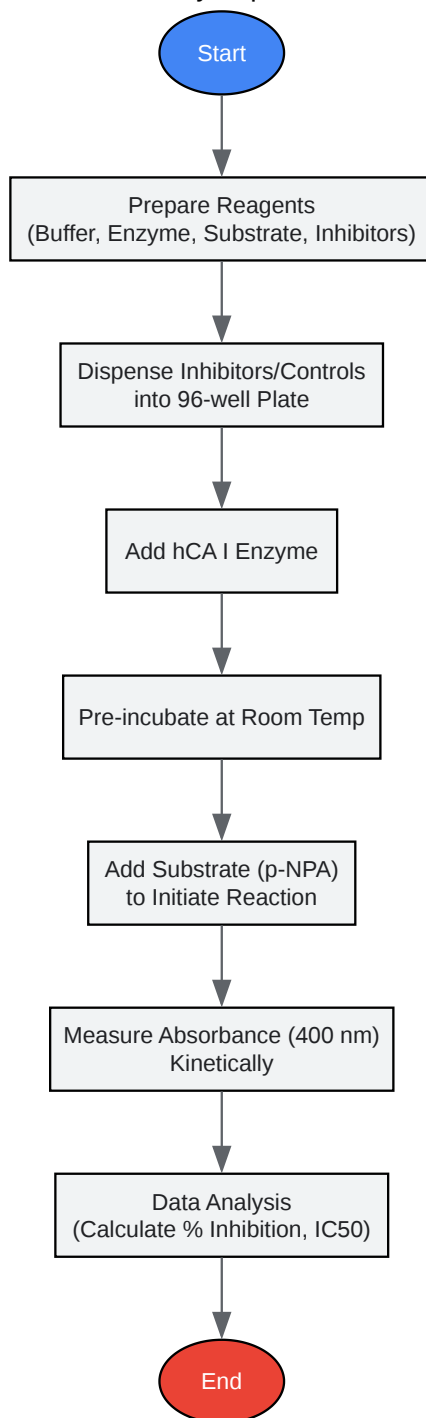 Start
Prepare Reagents
(Buffer, Enzyme, Substrate, Inhibitors)
Dispense Inhibitors/Controls
into 96-well Plate
Add hCA I Enzyme
Pre-incubate at Room Temp
Add Substrate (p-NPA)
to Initiate Reaction
Measure Absorbance (400 nm)
Kinetically
Data Analysis
(Calculate % Inhibition, IC50)
End